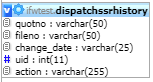 ifwtest.dispatchssrhistory
quotno : varchar(50)
fileno : varchar(50)
change_date : varchar(25)
# uid : int(11)
action : varchar(255)